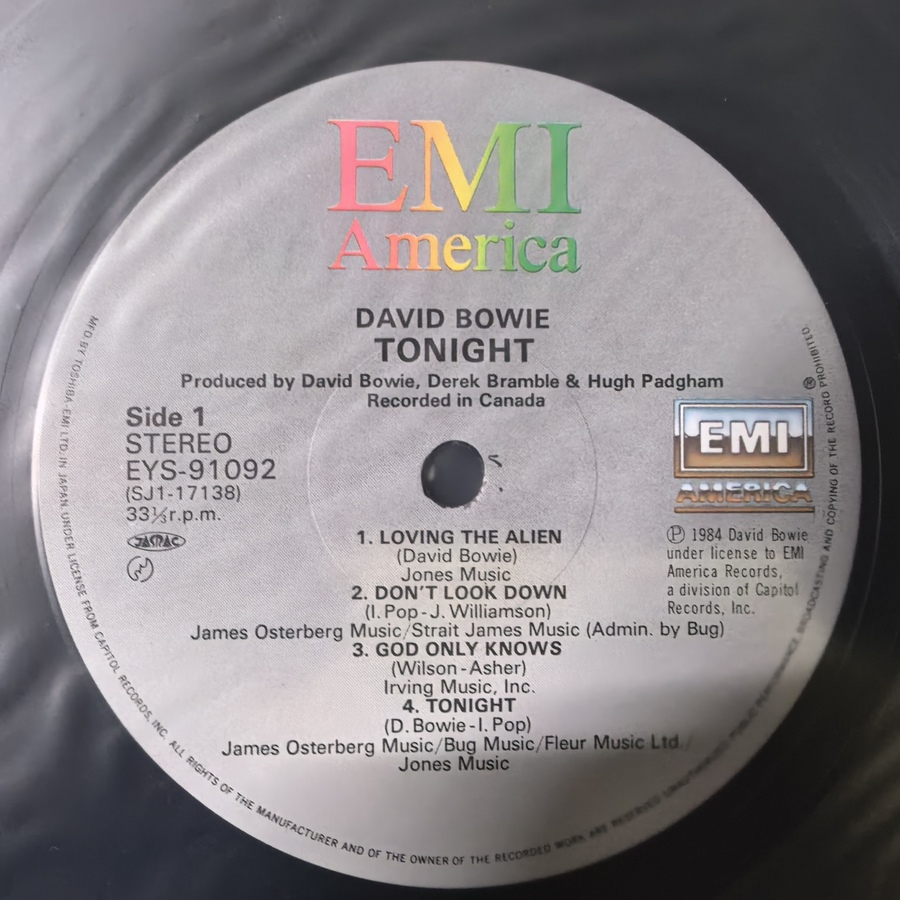 EMI
America
DAVID BOWIE
TONIGHT
Produced by David Bowie, Derek Bramble & Hugh Padgham
Recorded in Canada
Side 1
STEREO
EYS-91092
(SJ1-17138)
33⅓r.p.m.
JASRAC
®
EMI
AMERICA
Ⓟ 1984 David Bowie
under license to EMI
America Records,
a division of Capitol
Records, Inc.
1. LOVING THE ALIEN
(David Bowie)
Jones Music
2. DON'T LOOK DOWN
(I. Pop-J. Williamson)
James Osterberg Music/Strait James Music (Admin. by Bug)
3. GOD ONLY KNOWS
(Wilson-Asher)
Irving Music, Inc.
4. TONIGHT
(D. Bowie-I. Pop)
James Osterberg Music/Bug Music/Fleur Music Ltd./
Jones Music
MFD BY TOSHIBA-EMI LTD. IN JAPAN UNDER LICENSE FROM CAPITOL RECORDS, INC. ALL RIGHTS OF THE MANUFACTURER AND OF THE OWNER OF THE RECORDED WORK ARE RESERVED UNAUTHORIZED PUBLIC PERFORMANCE BROADCASTING AND COPYING OF THE RECORD PROHIBITED.